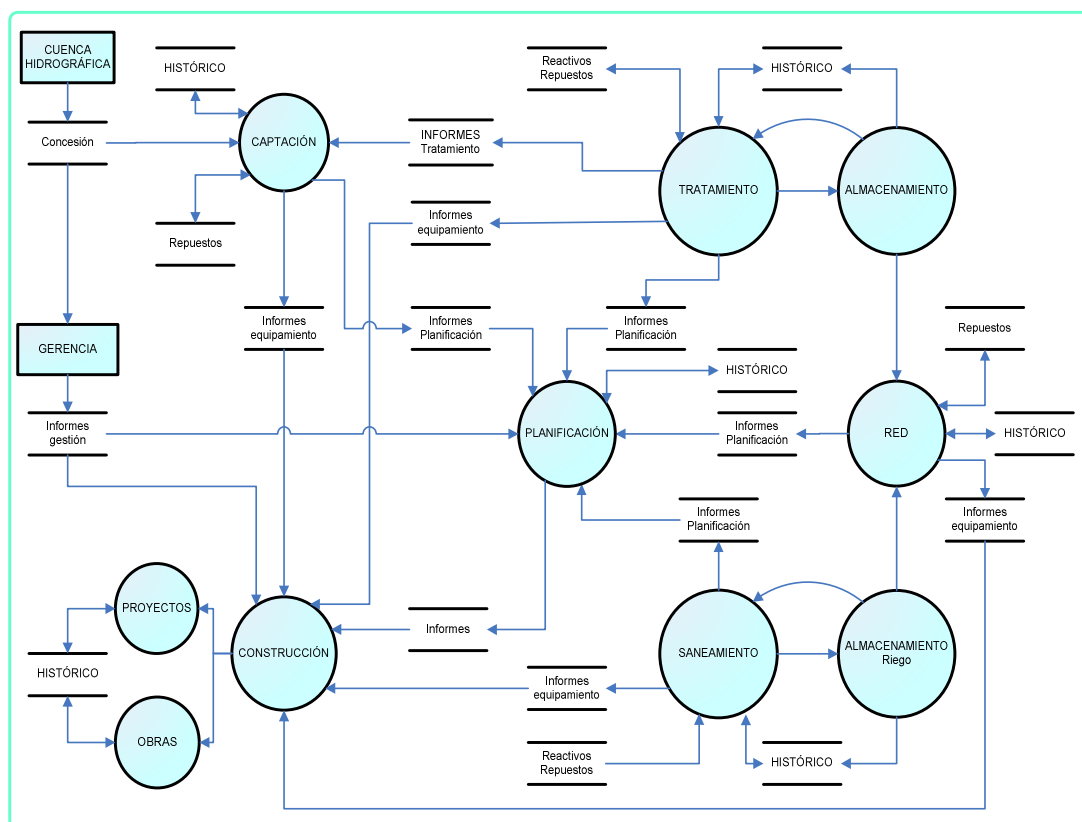 CUENCA
HIDROGRÁFICA
HISTÓRICO
Reactivos
Repuestos
HISTÓRICO
Concesión
CAPTACIÓN
INFORMES
Tratamiento
TRATAMIENTO
ALMACENAMIENTO
Repuestos
Informes
equipamiento
Informes
equipamiento
Informes
Planificación
Informes
Planificación
Repuestos
GERENCIA
HISTÓRICO
Informes
gestión
PLANIFICACIÓN
Informes
Planificación
RED
HISTÓRICO
Informes
Planificación
Informes
equipamiento
PROYECTOS
Informes
HISTÓRICO
CONSTRUCCIÓN
SANEAMIENTO
ALMACENAMIENTO
Riego
Informes
equipamiento
OBRAS
Reactivos
Repuestos
HISTÓRICO